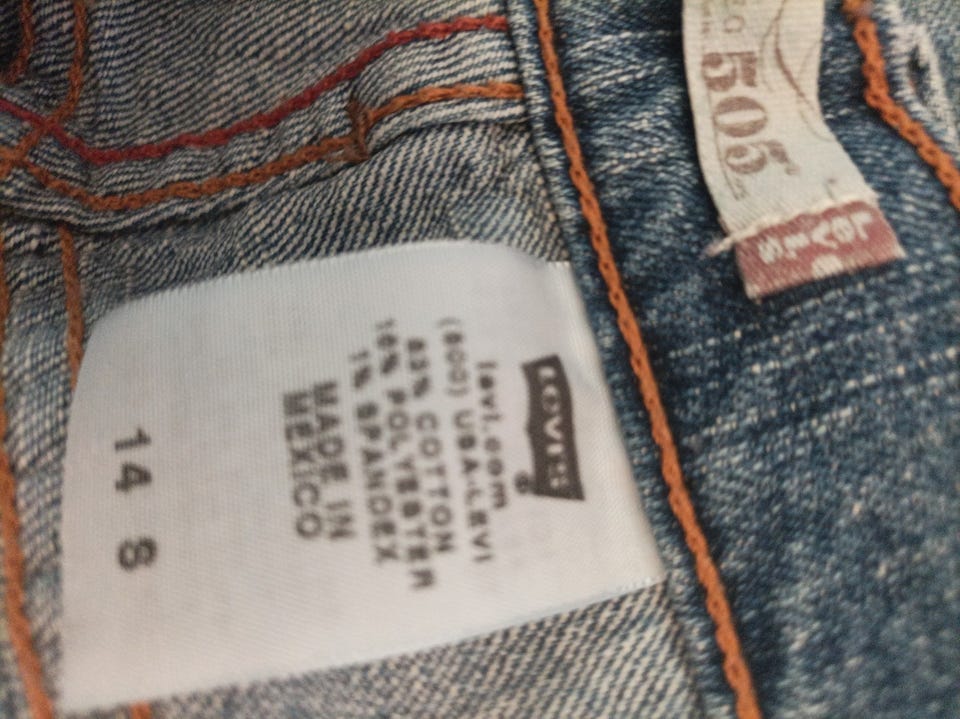 LEVI'S
®
levi.com
(800) USA-LEVI
83% COTTON
16% POLYESTER
1% SPANDEX
MADE IN
MEXICO
14 S
505
Levi's
®